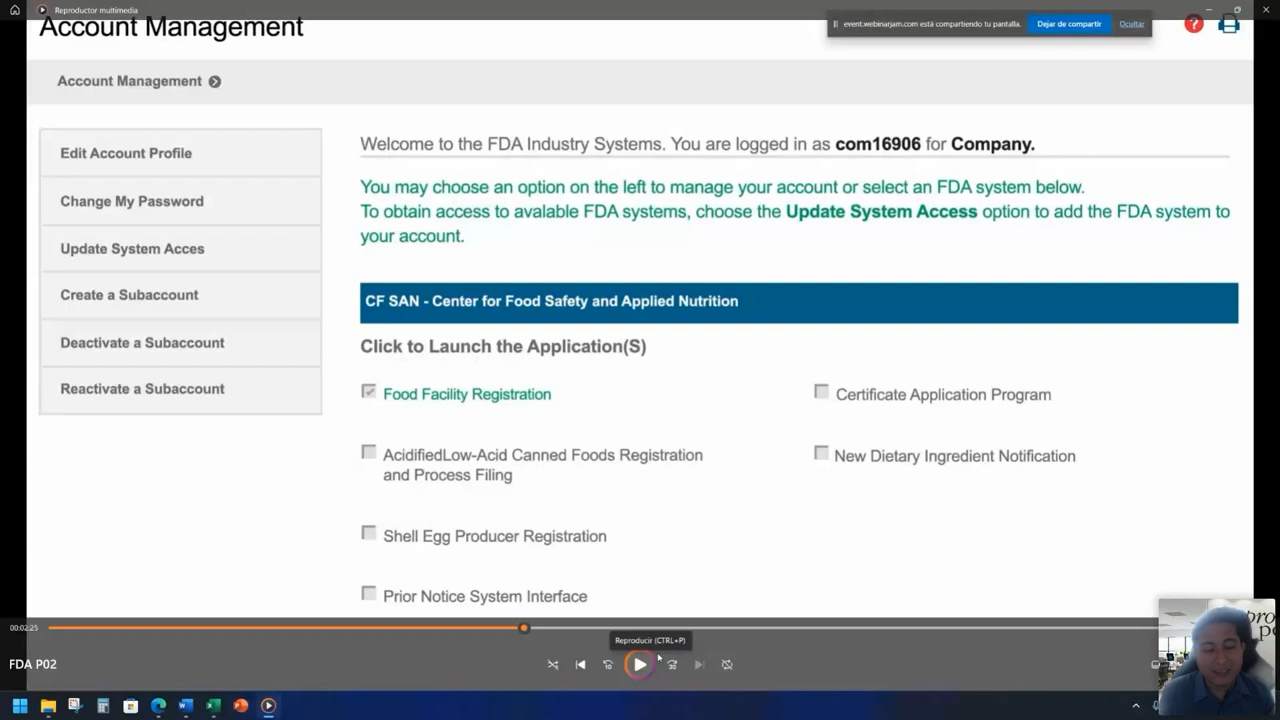 Reproductor multimedia
Account Management
event.webinarjam.com está compartiendo tu pantalla.
Dejar de compartir
Ocultar
?
Account Management
Edit Account Profile
Change My Password
Update System Acces
Create a Subaccount
Deactivate a Subaccount
Reactivate a Subaccount
Welcome to the FDA Industry Systems. You are logged in as com16906 for Company.
You may choose an option on the left to manage your account or select an FDA system below.
To obtain access to avalable FDA systems, choose the Update System Access option to add the FDA system to
your account.
CF SAN - Center for Food Safety and Applied Nutrition
Click to Launch the Application(S)
Food Facility Registration
Certificate Application Program
AcidifiedLow-Acid Canned Foods Registration
and Process Filing
New Dietary Ingredient Notification
Shell Egg Producer Registration
Prior Notice System Interface
00:02:25
Reproducir (CTRL+P)
FDA P02
10
30